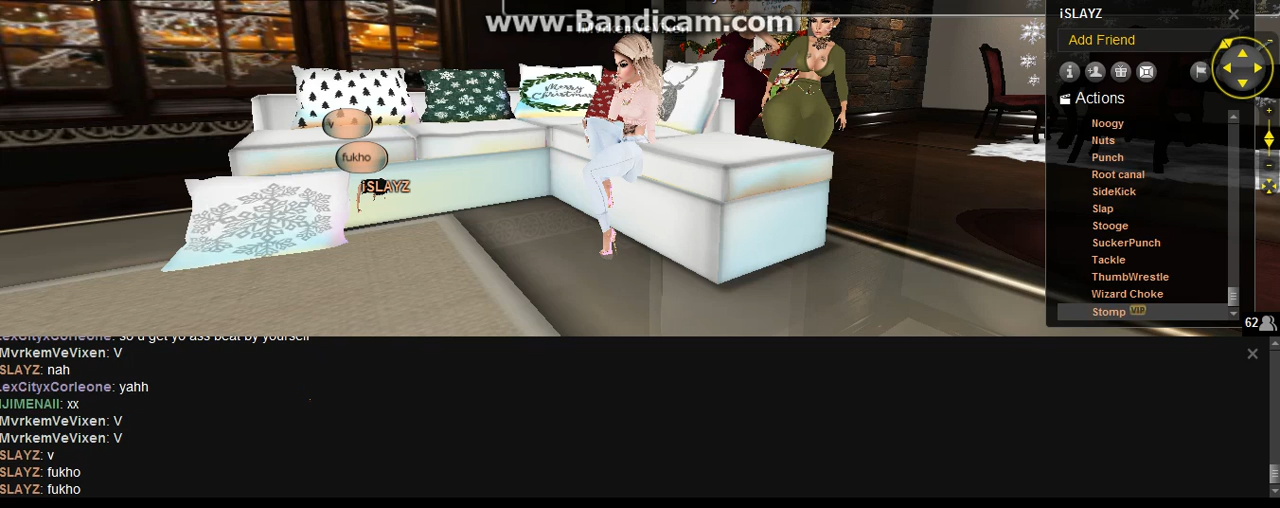 www.Bandicam.com
iSLAYZ
Add Friend
Actions
Noogy
Nuts
Punch
Root canal
SideKick
Slap
Stooge
SuckerPunch
Tackle
ThumbWrestle
Wizard Choke
Stomp VIP
62
Merry
Christmas
fukho
iSLAYZ
LexCityxCorleone: so u get yo ass beat by yourself
MvrkemVeVixen: V
SLAYZ: nah
LexCityxCorleone: yahh
IJIMENAII: xx
MvrkemVeVixen: V
MvrkemVeVixen: V
SLAYZ: v
SLAYZ: fukho
SLAYZ: fukho